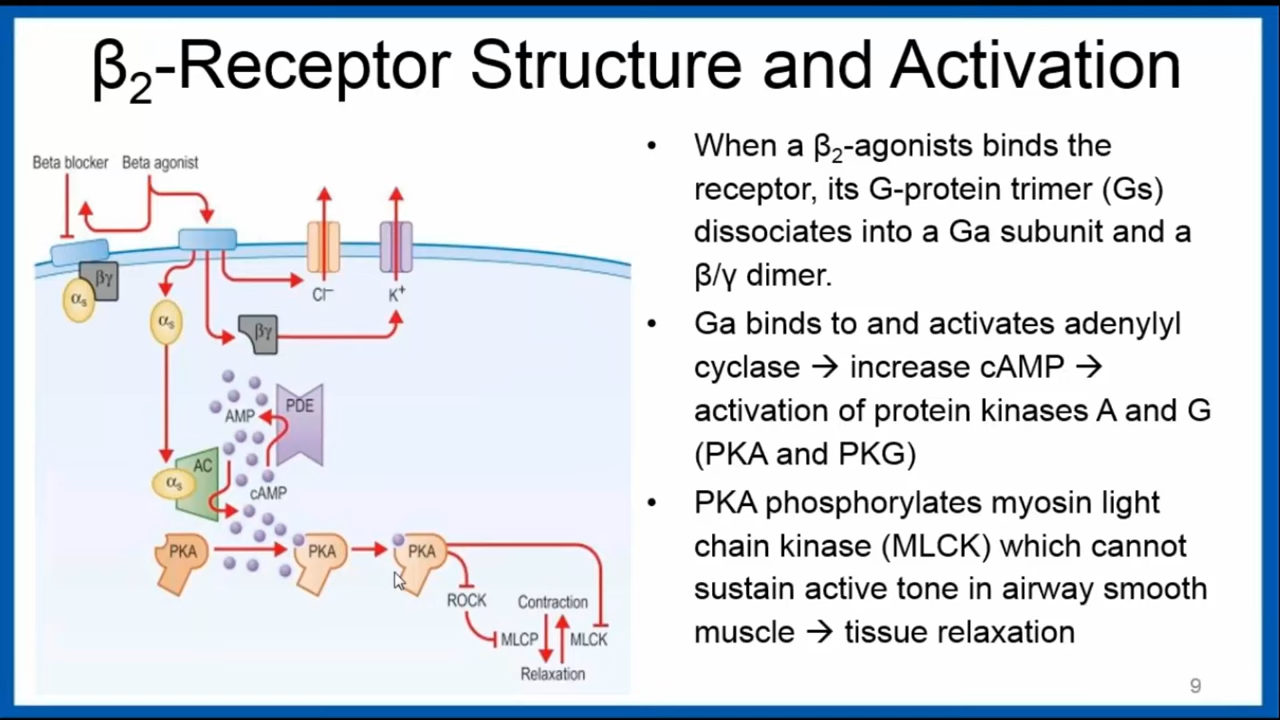 β₂-Receptor Structure and Activation
Beta blocker Beta agonist
Cl⁻ K⁺
βγ
αs
αs
βγ
AMP PDE
AC
αs
cAMP
PKA PKA PKA
ROCK Contraction
MLCP MLCK
Relaxation
• When a β₂-agonists binds the
receptor, its G-protein trimer (Gs)
dissociates into a Ga subunit and a
β/γ dimer.
• Ga binds to and activates adenylyl
cyclase → increase cAMP →
activation of protein kinases A and G
(PKA and PKG)
• PKA phosphorylates myosin light
chain kinase (MLCK) which cannot
sustain active tone in airway smooth
muscle → tissue relaxation
9